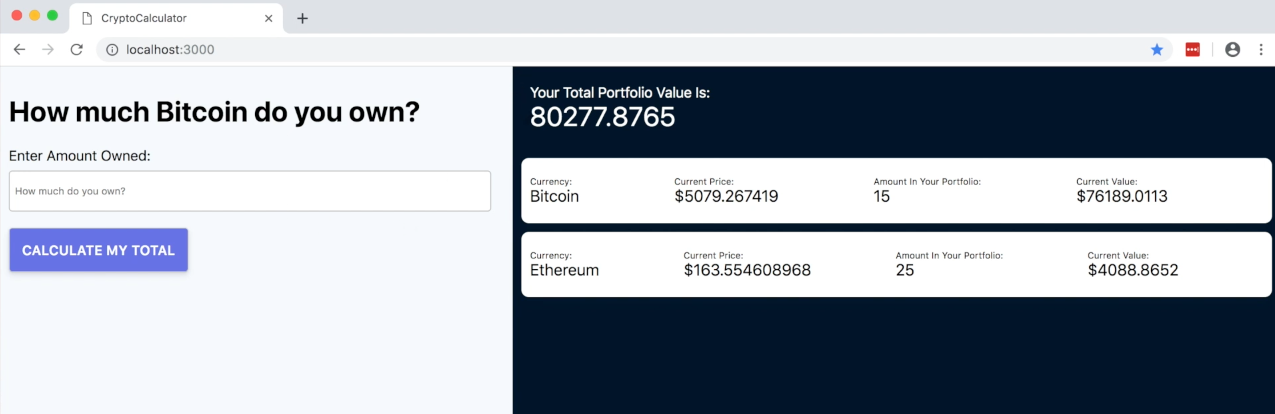 CryptoCalculator
localhost:3000
How much Bitcoin do you own?
Enter Amount Owned:
How much do you own?
CALCULATE MY TOTAL
Your Total Portfolio Value Is:
80277.8765
Currency: Current Price: Amount In Your Portfolio: Current Value:
Bitcoin $5079.267419 15 $76189.0113
Currency: Current Price: Amount In Your Portfolio: Current Value:
Ethereum $163.554608968 25 $4088.8652